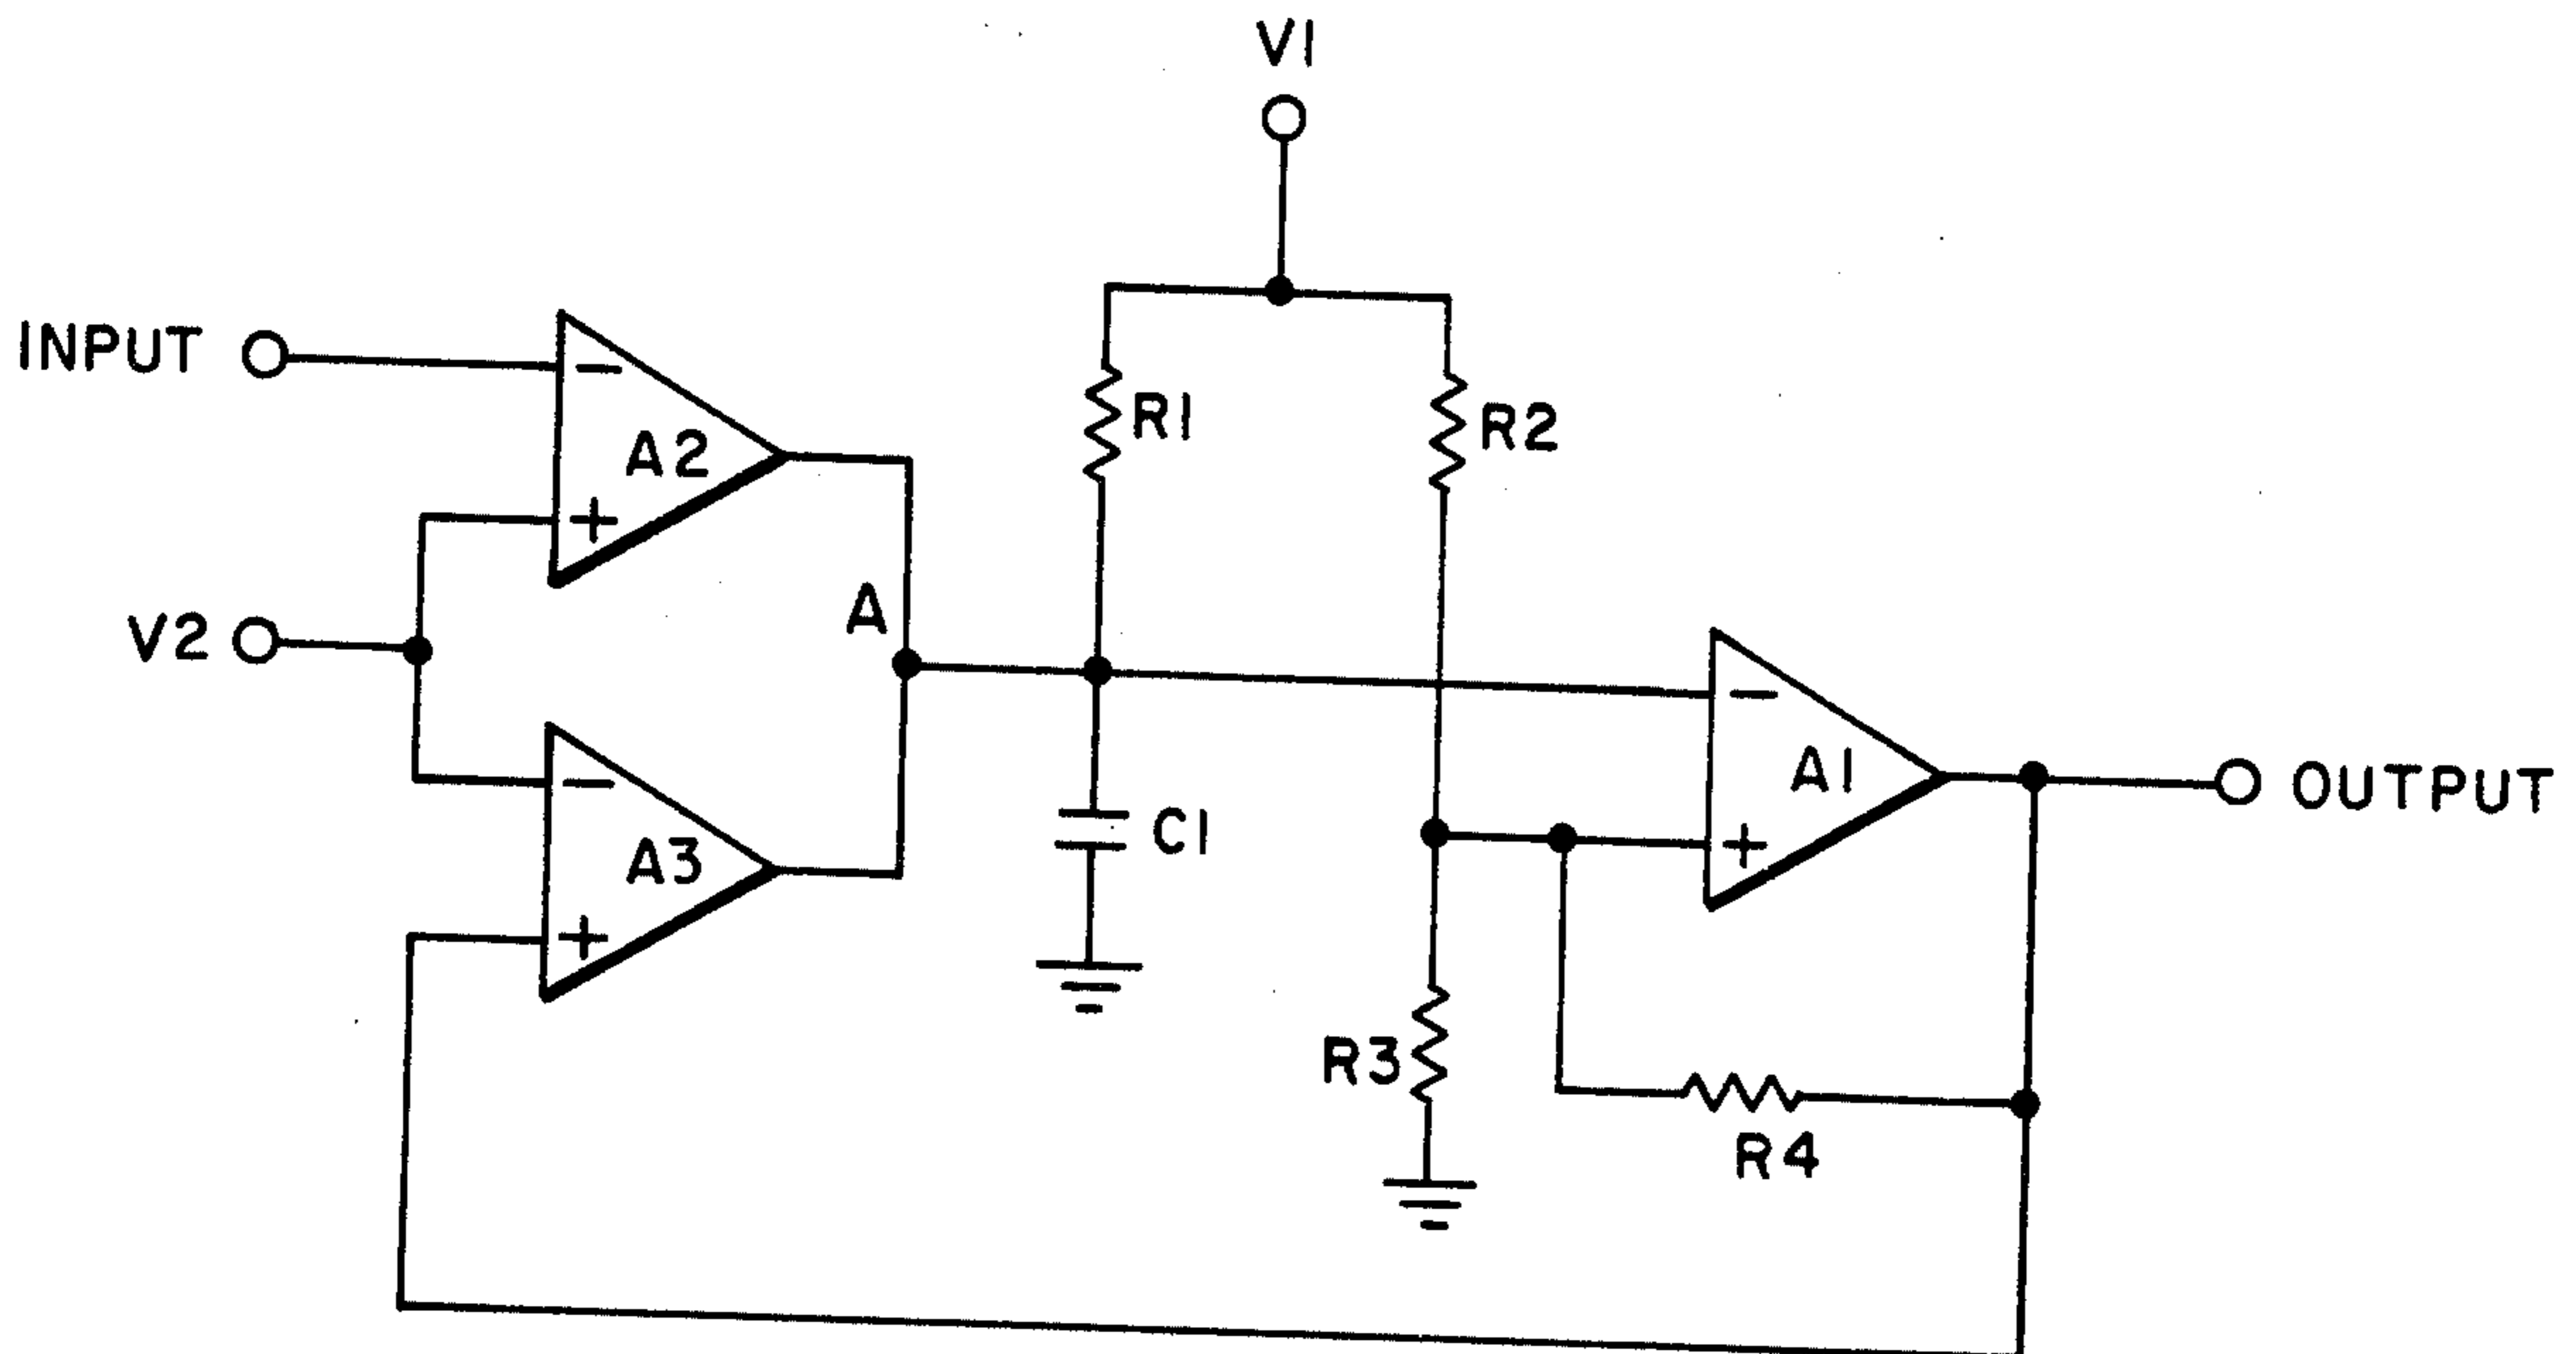 V1
INPUT
-
A2
+
R1
R2
A
V2
-
A1
+
-
A3
+
C1
OUTPUT
R3
R4